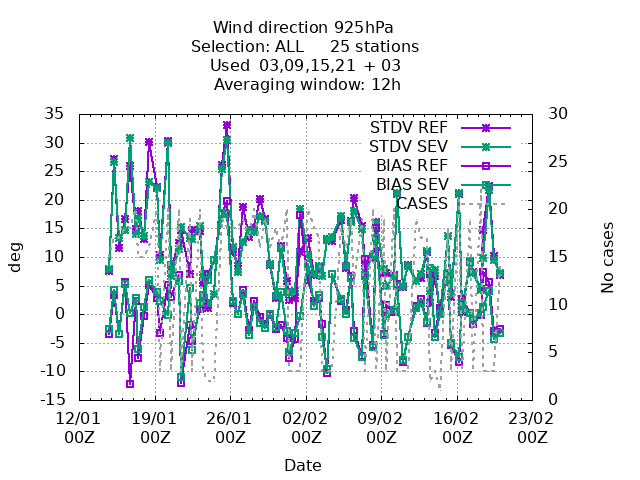 Wind direction 925hPa
Selection: ALL     25 stations
Used  03,09,15,21 + 03
Averaging window: 12h
STDV REF
STDV SEV
BIAS REF
BIAS SEV
CASES
deg
35
30
25
20
15
10
5
0
-5
-10
-15
No cases
30
25
20
15
10
5
0
12/01 19/01 26/01 02/02 09/02 16/02 23/02
00Z 00Z 00Z 00Z 00Z 00Z 00Z
Date